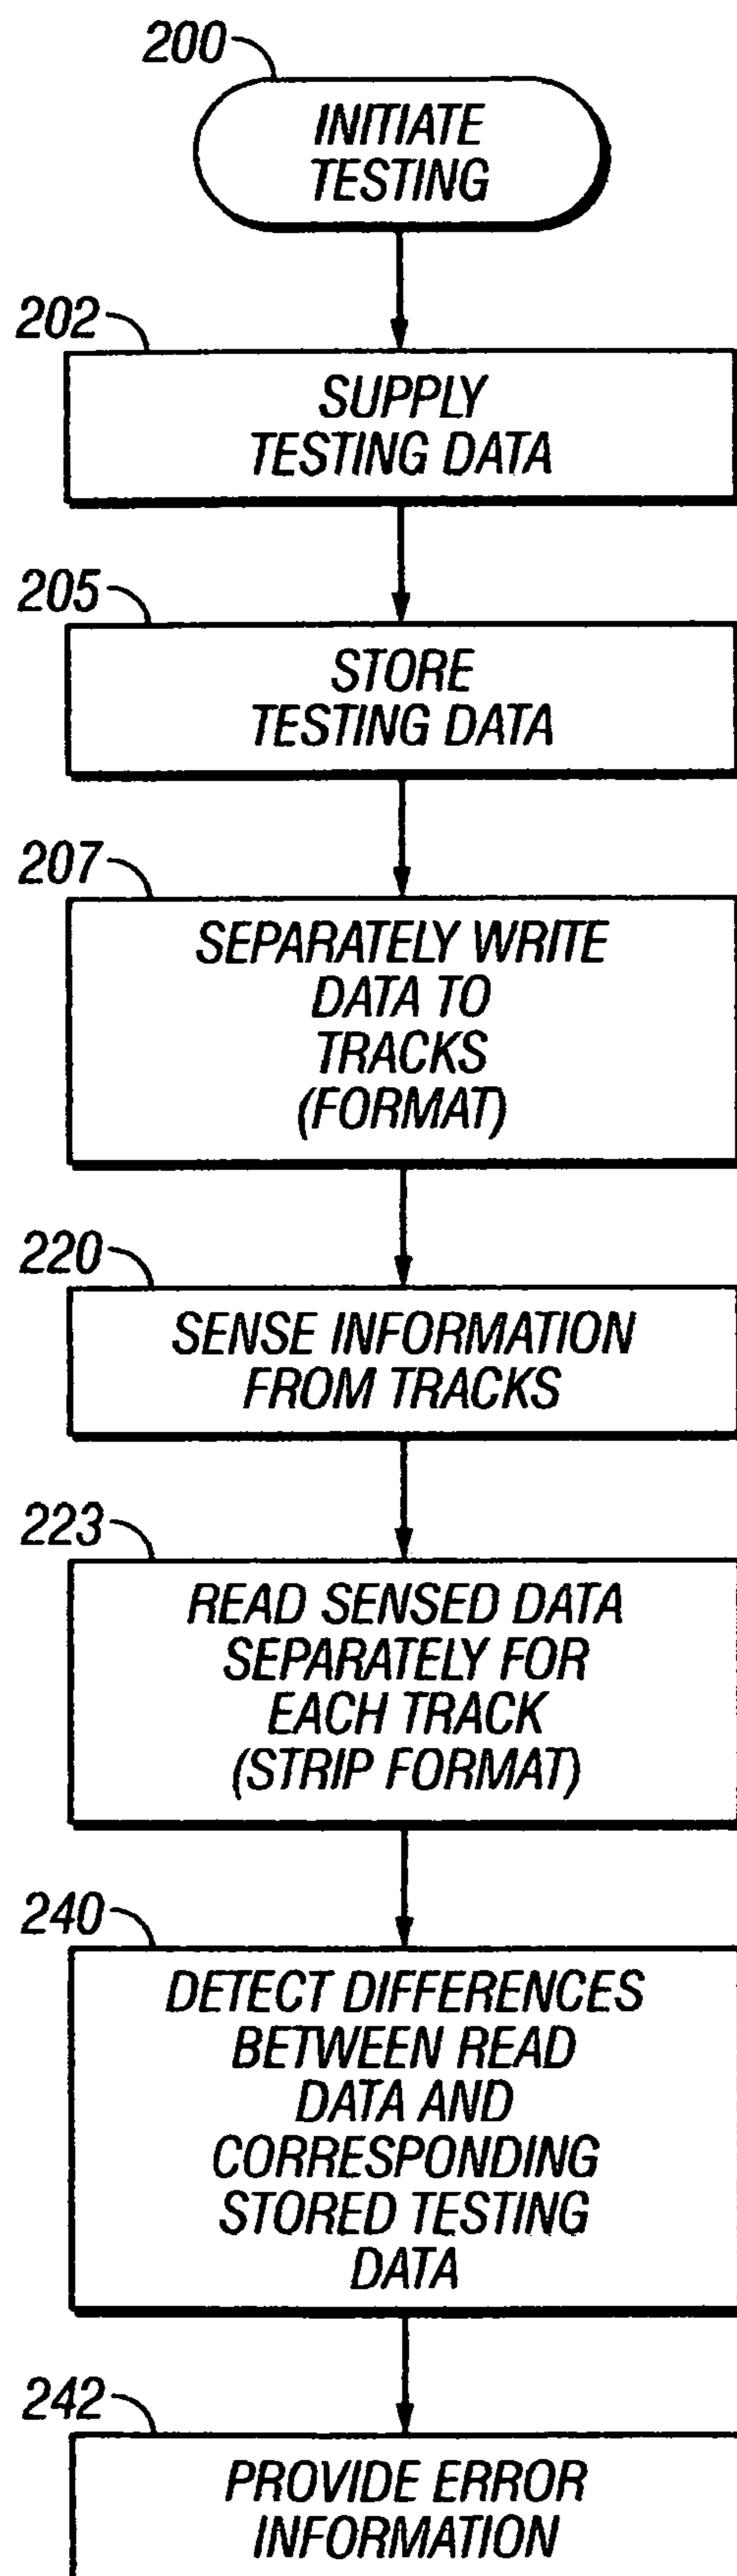 200
INITIATE
TESTING
202
SUPPLY
TESTING DATA
205
STORE
TESTING DATA
207
SEPARATELY WRITE
DATA TO
TRACKS
(FORMAT)
220
SENSE INFORMATION
FROM TRACKS
223
READ SENSED DATA
SEPARATELY FOR
EACH TRACK
(STRIP FORMAT)
240
DETECT DIFFERENCES
BETWEEN READ
DATA AND
CORRESPONDING
STORED TESTING
DATA
242
PROVIDE ERROR
INFORMATION